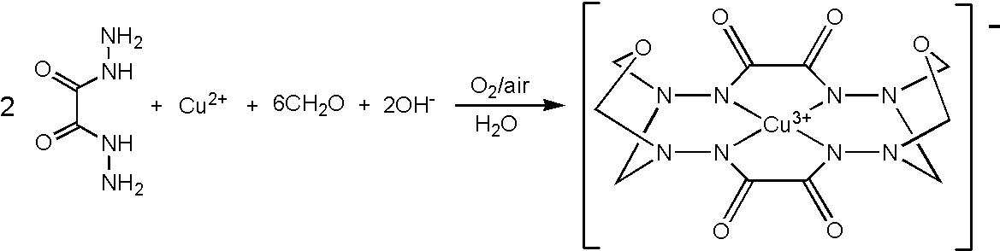 NH2
O
NH
2
+ Cu2+ + 6CH2O + 2OH-
O
NH
NH2
O2/air
H2O
-
O O
O O
N N N N
Cu3+
N N N N
O O